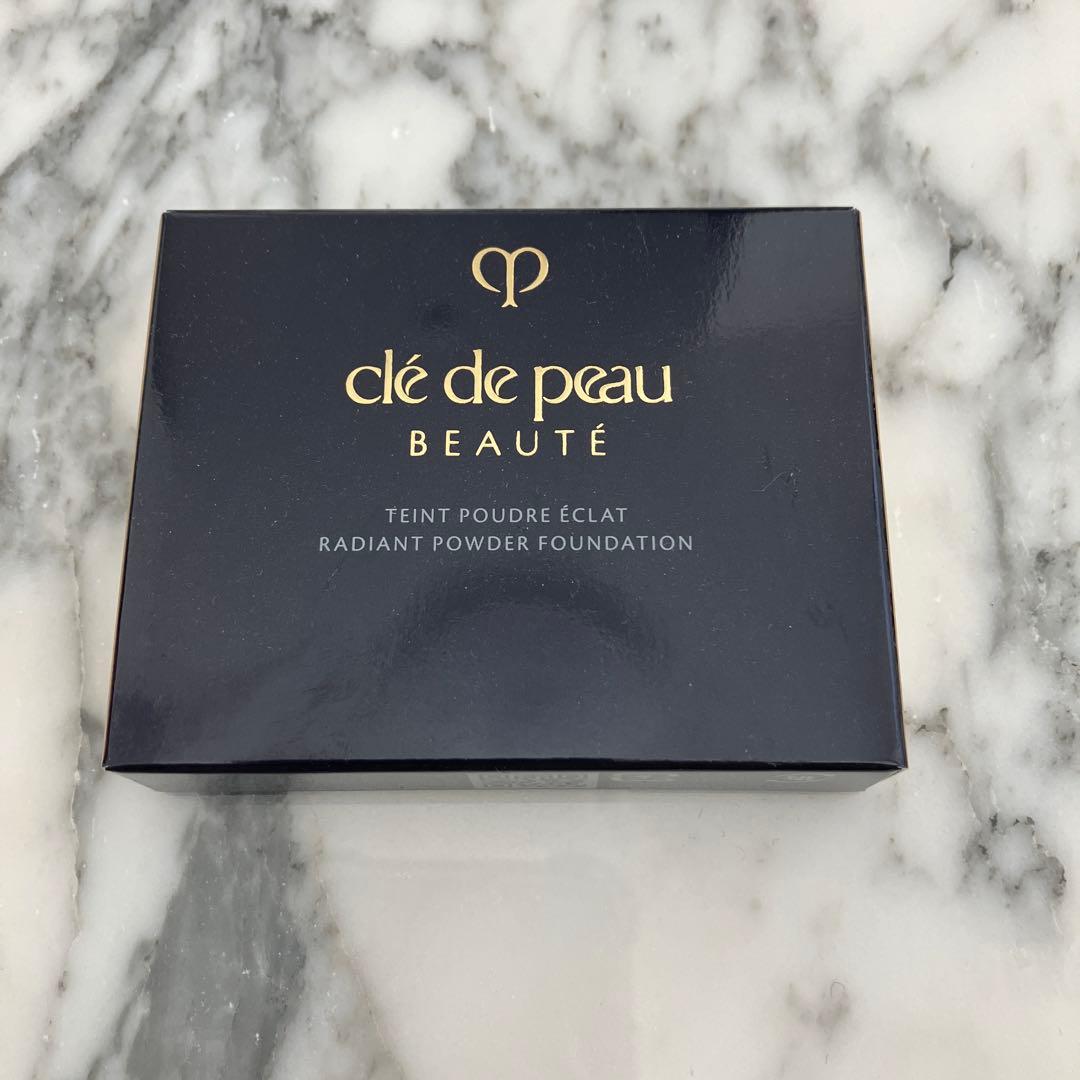 clé de peau
BEAUTÉ
TEINT POUDRE ÉCLAT
RADIANT POWDER FOUNDATION